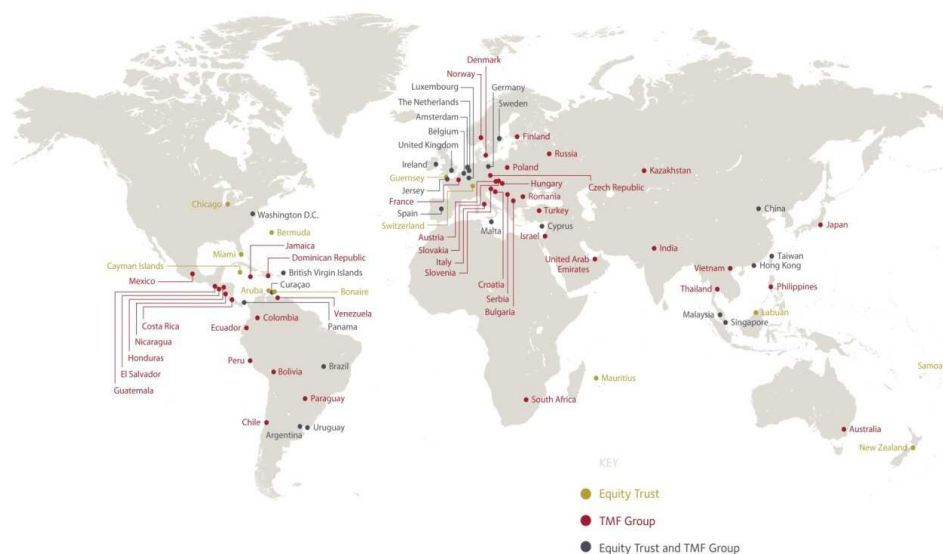 Denmark
Norway
Luxembourg
Germany
The Netherlands
Sweden
Amsterdam
Belgium
United Kingdom
Finland
Russia
Ireland
Poland
Kazakhstan
Guernsey
Hungary
Czech Republic
Jersey
France
Romania
Chicago
Spain
Turkey
China
Washington D.C.
Switzerland
Malta
Cyprus
Japan
Bermuda
Austria
Israel
Jamaica
Slovakia
India
Miami
Dominican Republic
Italy
United Arab
Emirates
Taiwan
Cayman Islands
Slovenia
Vietnam
Hong Kong
British Virgin Islands
Mexico
Curaçao
Croatia
Thailand
Philippines
Aruba
Bonaire
Serbia
Venezuela
Bulgaria
Malaysia
Labuan
Costa Rica
Colombia
Panama
Singapore
Ecuador
Nicaragua
Honduras
Peru
Brazil
Samoa
El Salvador
Bolivia
Mauritius
Guatemala
Paraguay
South Africa
Chile
Uruguay
Argentina
Australia
New Zealand
KEY
Equity Trust
TMF Group
Equity Trust and TMF Group